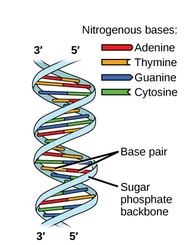 Nitrogenous bases:
Adenine
Thymine
Guanine
Cytosine
3′ 5′
Base pair
Sugar
phosphate
backbone
3′ 5′